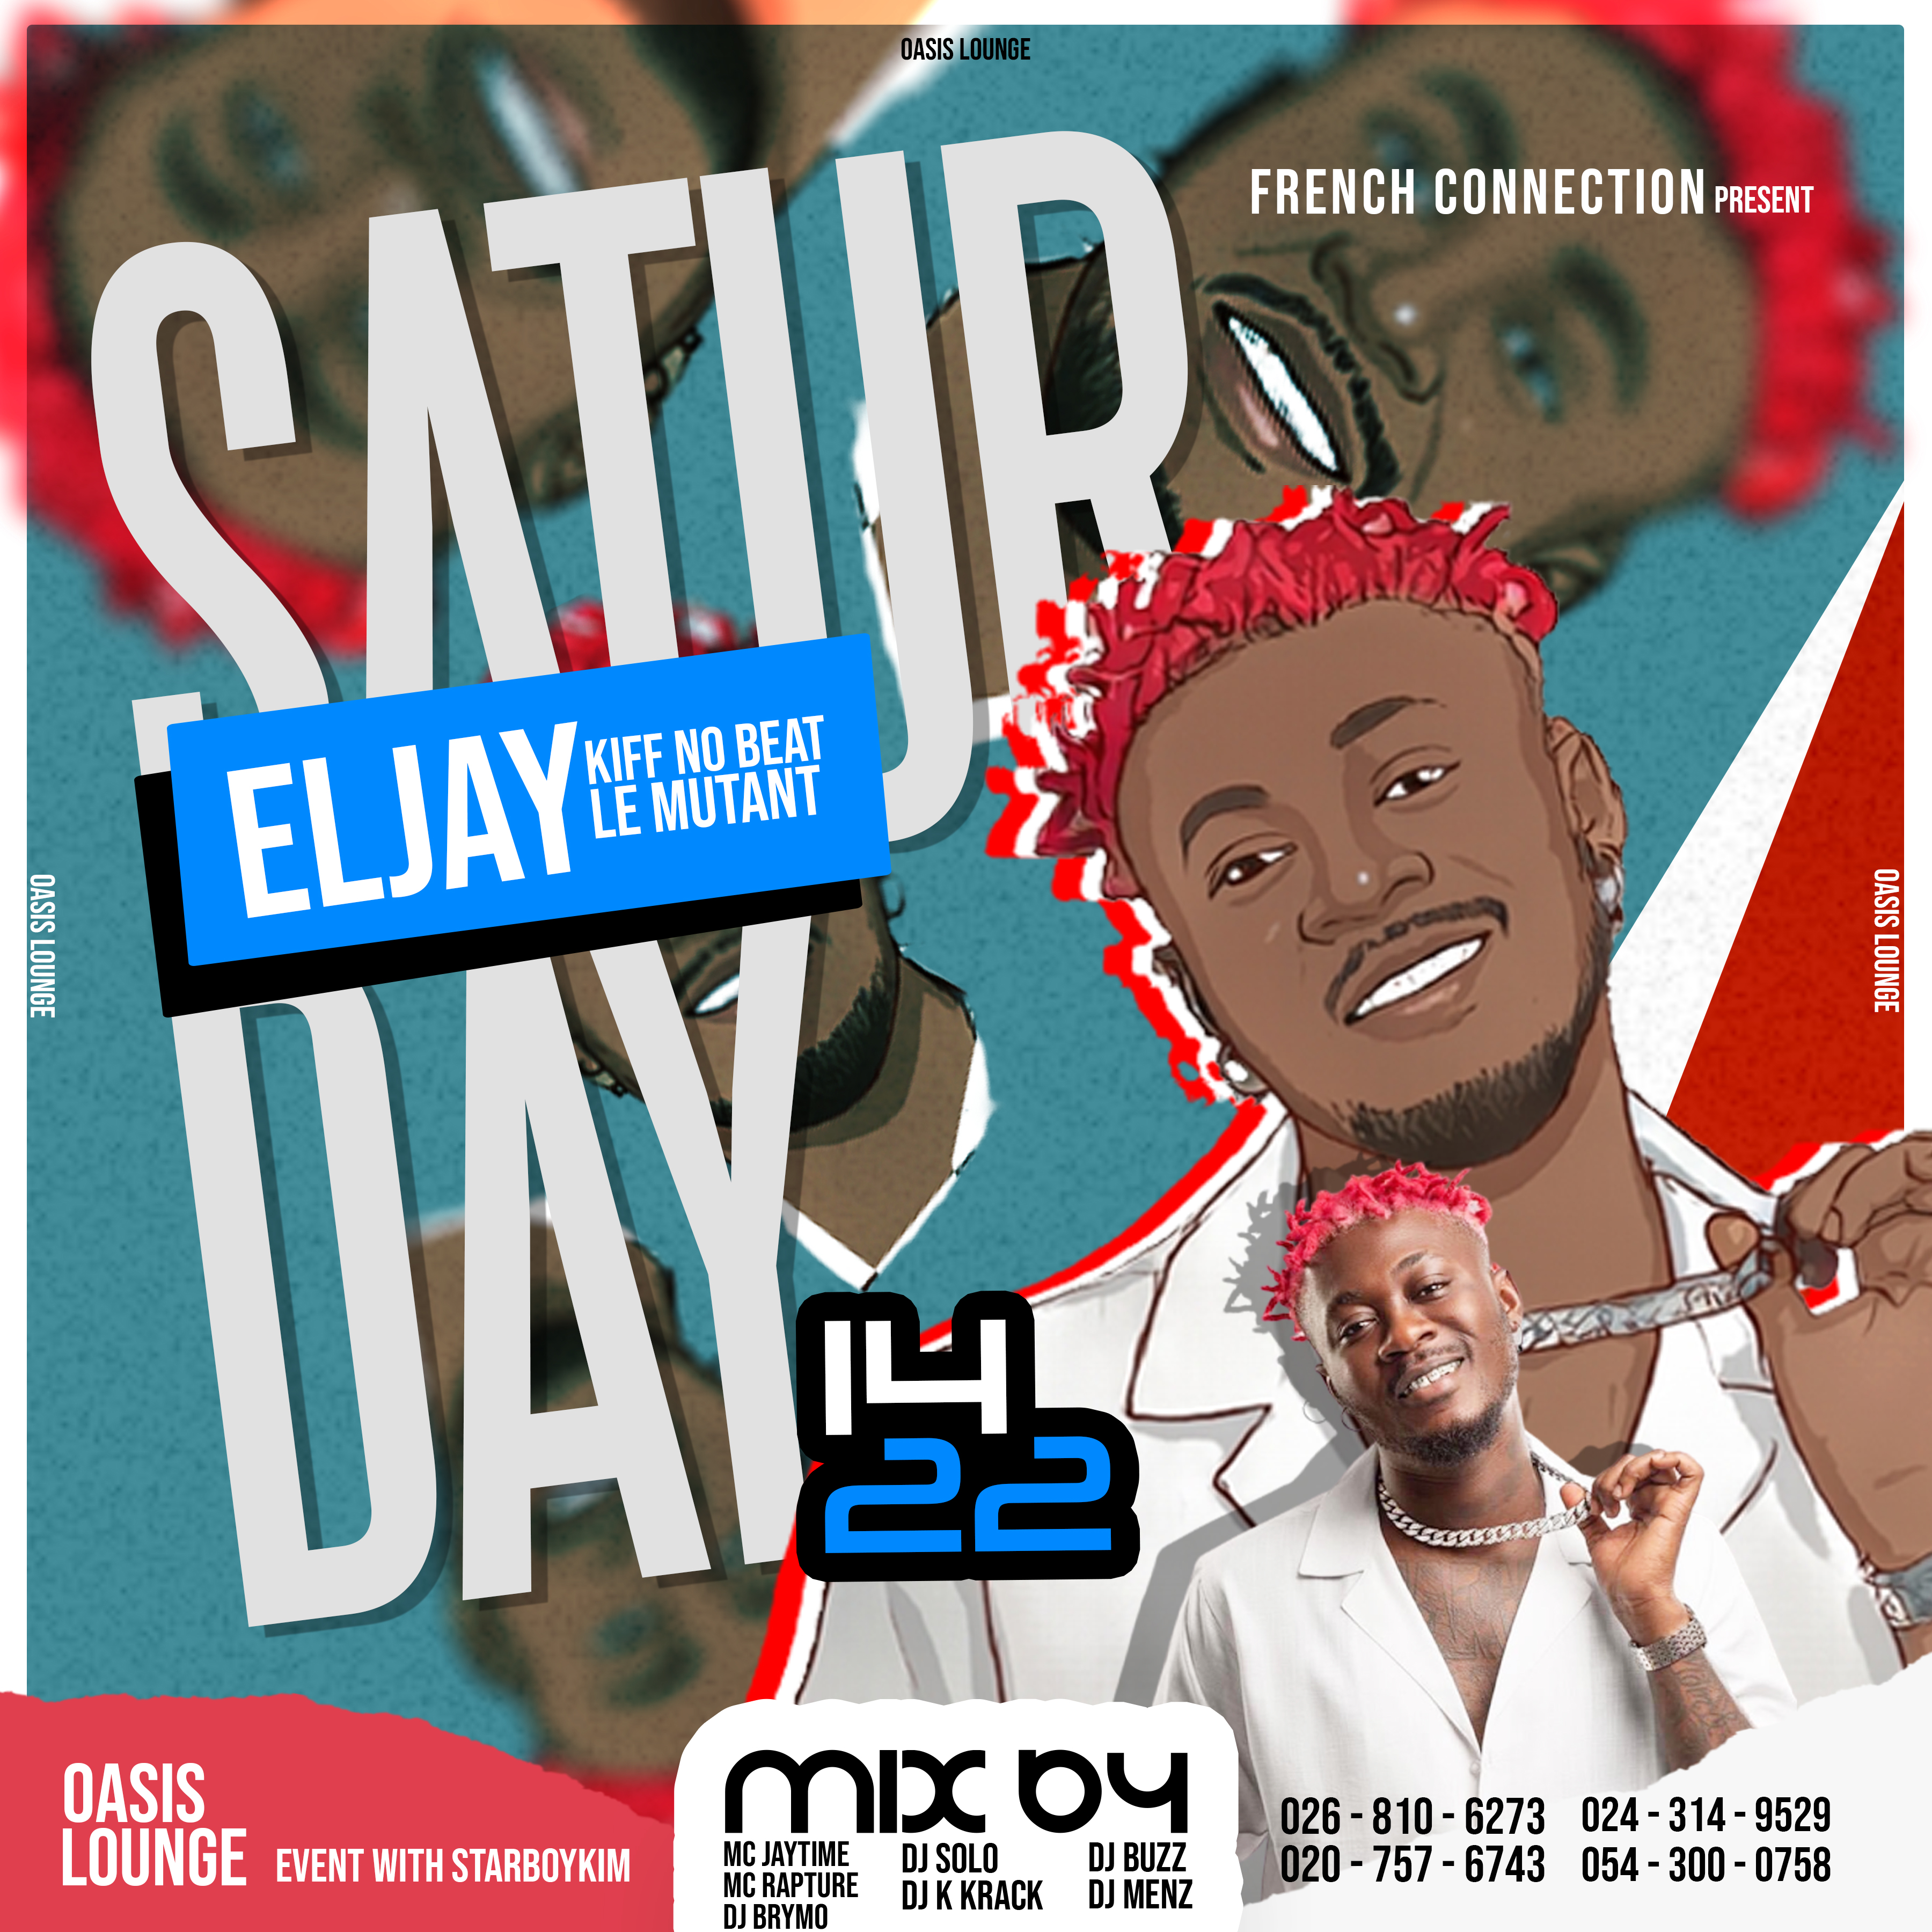 OASIS LOUNGE
FRENCH CONNECTION PRESENT
SATUR
ELJAY KIFF NO BEAT
LE MUTANT
DAY
OASIS LOUNGE
OASIS LOUNGE
14
22
OASIS
LOUNGE
EVENT WITH STARBOYKIM
mix by
MC JAYTIME
MC RAPTURE
DJ BRYMO
DJ SOLO
DJ K KRACK
DJ BUZZ
DJ MENZ
026 - 810 - 6273
020 - 757 - 6743
024 - 314 - 9529
054 - 300 - 0758